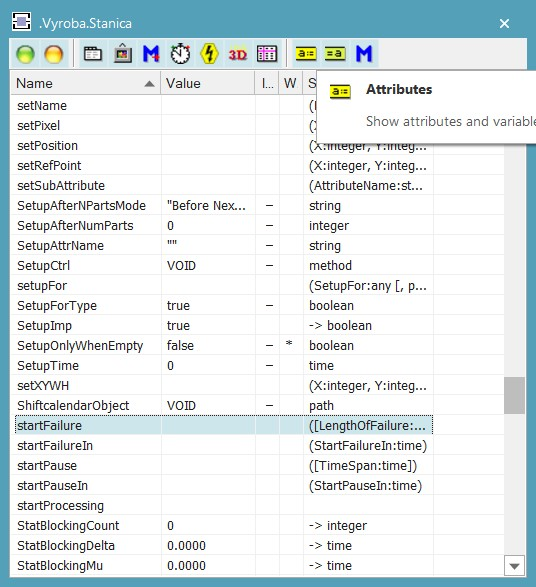 .Vyroba.Stanica
M 3D a:= =a M
Name Value I... W S
a:= Attributes
Show attributes and variable
setName
setPixel
setPosition (X:integer, Y:integ...
setRefPoint (X:integer, Y:integ...
setSubAttribute (AttributeName:st...
SetupAfterNPartsMode "Before Nex... – string
SetupAfterNumParts 0 – integer
SetupAttrName "" – string
SetupCtrl VOID – method
setupFor (SetupFor:any [, p...
SetupForType true – boolean
SetupImp true -> boolean
SetupOnlyWhenEmpty false * boolean
SetupTime 0 – time
setXYWH (X:integer, Y:integ...
ShiftcalendarObject VOID – path
startFailure ([LengthOfFailure:...
startFailureIn (StartFailureIn:time)
startPause ([TimeSpan:time])
startPauseIn (StartPauseIn:time)
startProcessing
StatBlockingCount 0 -> integer
StatBlockingDelta 0.0000 -> time
StatBlockingMu 0.0000 -> time